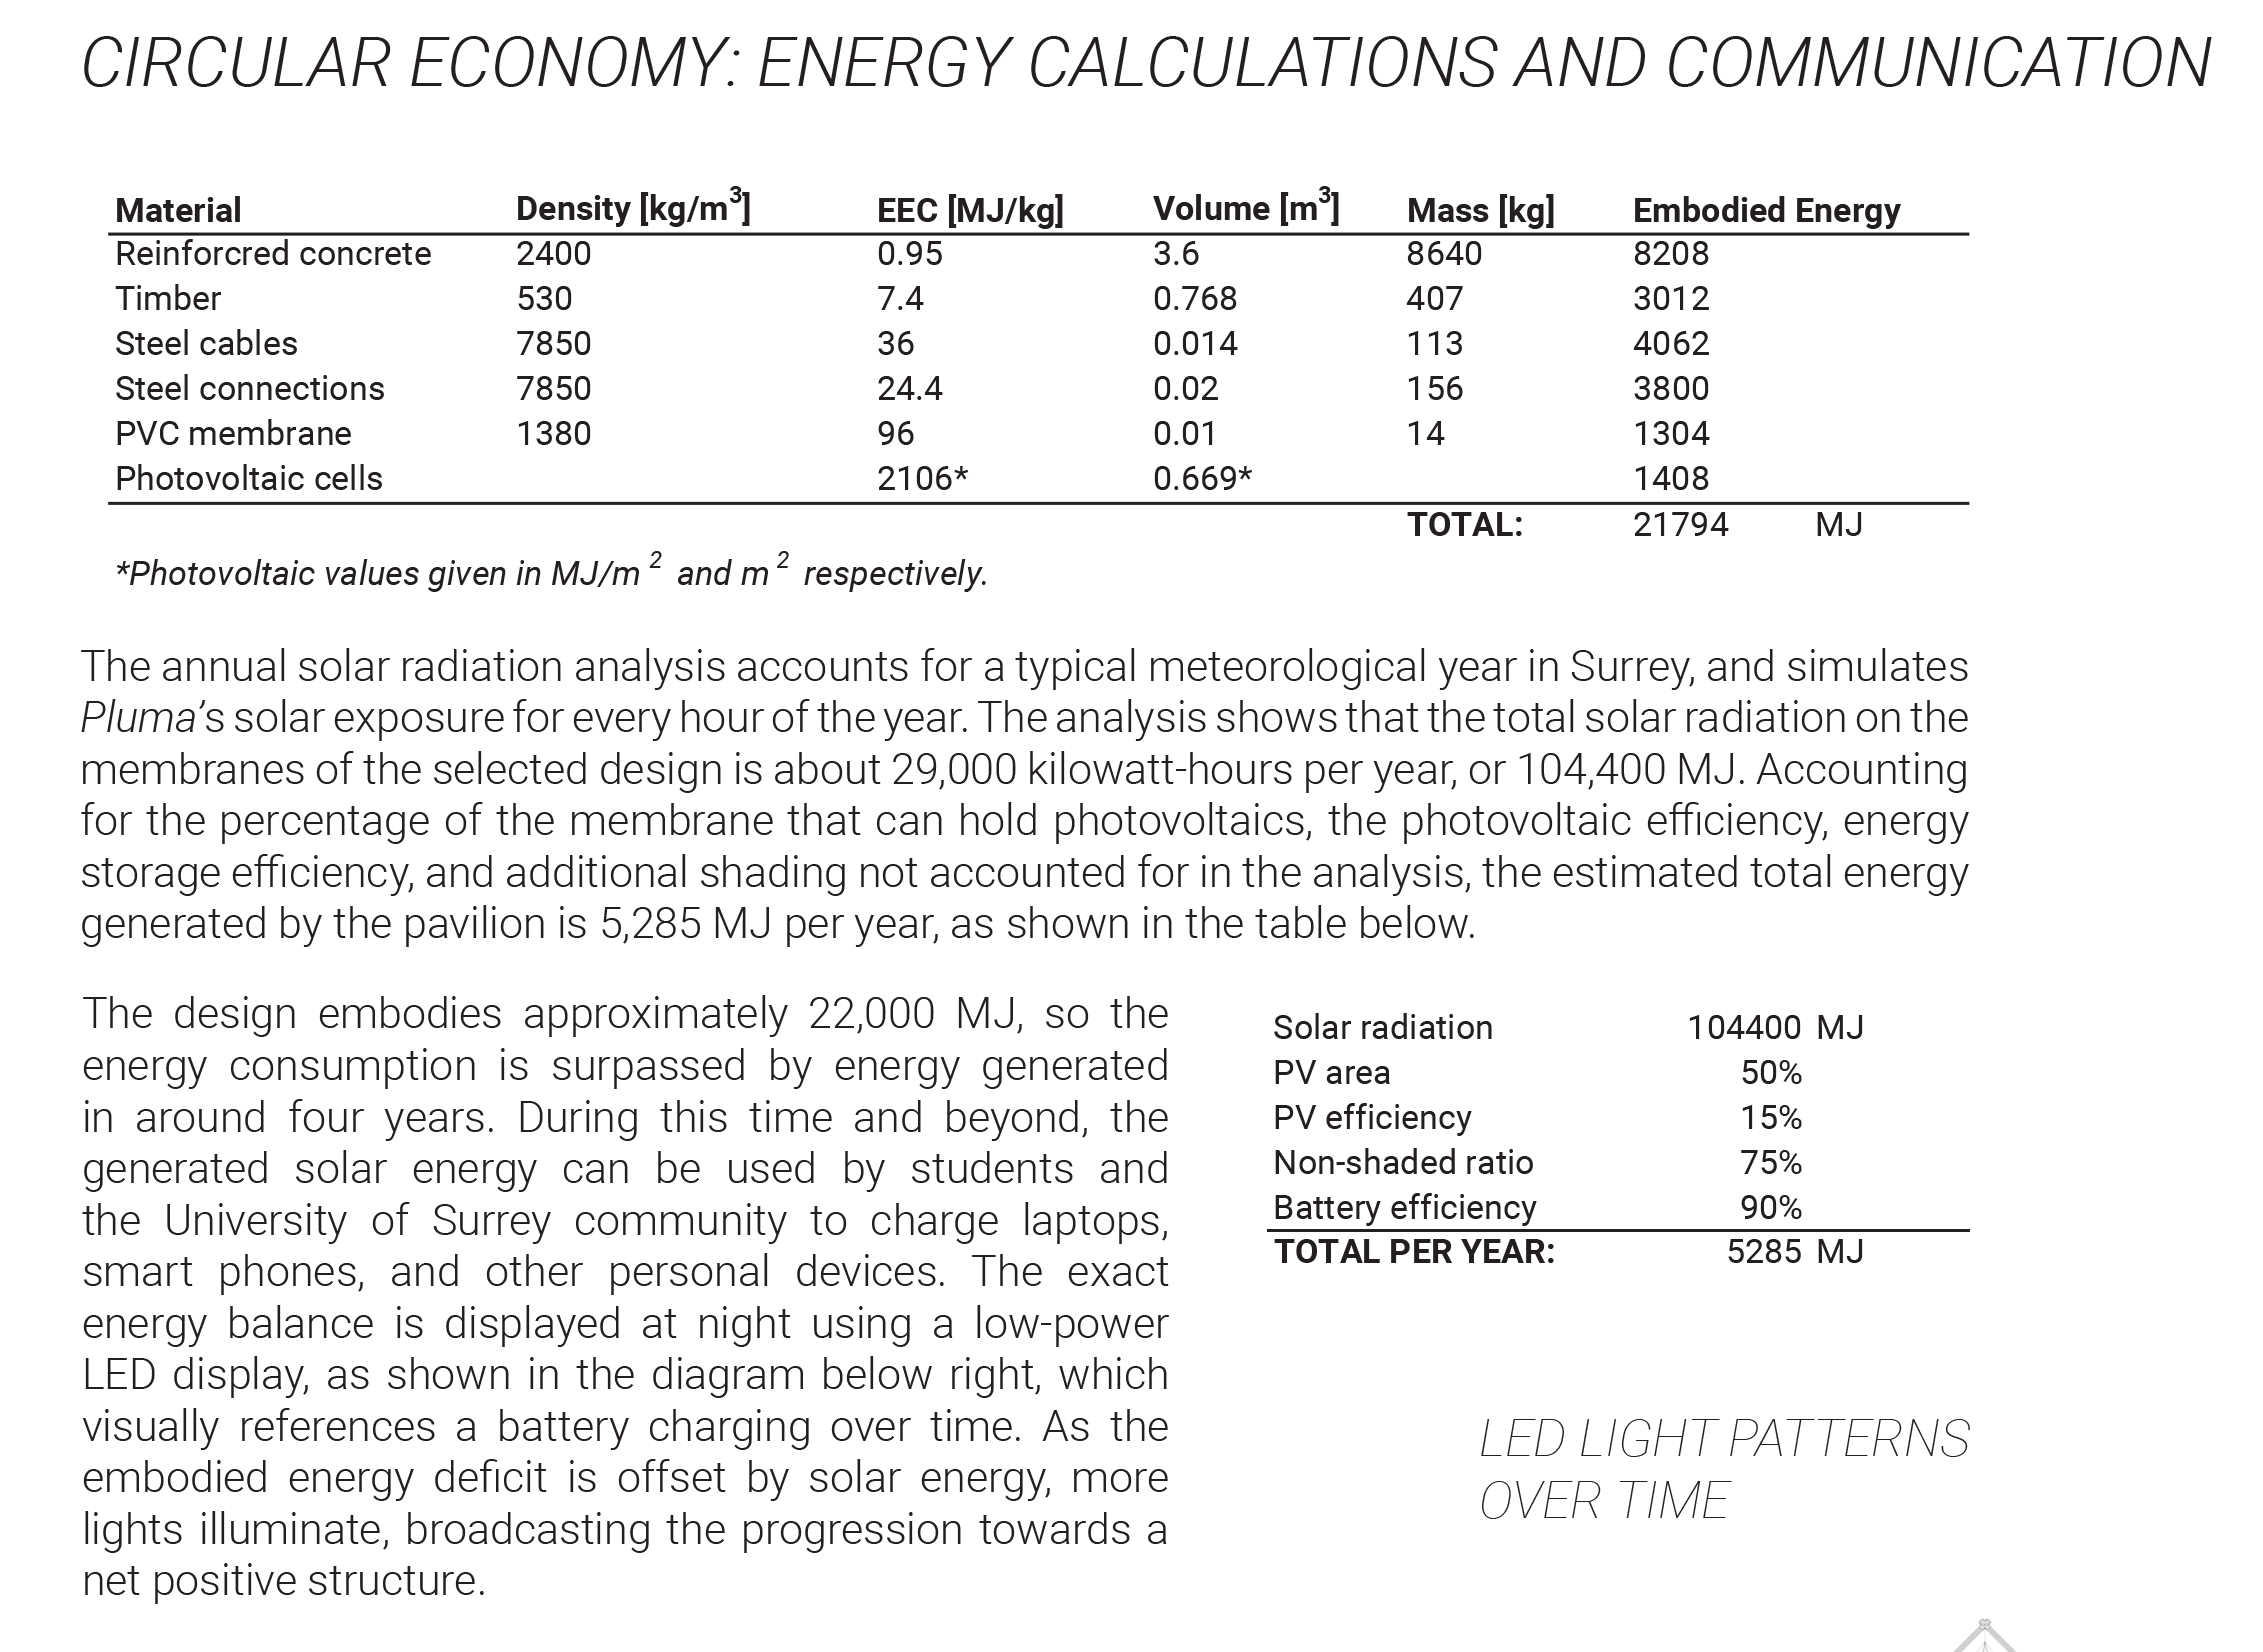 CIRCULAR ECONOMY: ENERGY CALCULATIONS AND COMMUNICATION
Material Density [kg/m³] EEC [MJ/kg] Volume [m³] Mass [kg] Embodied Energy
Reinforcred concrete 2400 0.95 3.6 8640 8208
Timber 530 7.4 0.768 407 3012
Steel cables 7850 36 0.014 113 4062
Steel connections 7850 24.4 0.02 156 3800
PVC membrane 1380 96 0.01 14 1304
Photovoltaic cells 2106* 0.669* 1408
TOTAL: 21794 MJ
*Photovoltaic values given in MJ/m ² and m ² respectively.
The annual solar radiation analysis accounts for a typical meteorological year in Surrey, and simulates
Pluma's solar exposure for every hour of the year. The analysis shows that the total solar radiation on the
membranes of the selected design is about 29,000 kilowatt-hours per year, or 104,400 MJ. Accounting
for the percentage of the membrane that can hold photovoltaics, the photovoltaic efficiency, energy
storage efficiency, and additional shading not accounted for in the analysis, the estimated total energy
generated by the pavilion is 5,285 MJ per year, as shown in the table below.
The design embodies approximately 22,000 MJ, so the
energy consumption is surpassed by energy generated
in around four years. During this time and beyond, the
generated solar energy can be used by students and
the University of Surrey community to charge laptops,
smart phones, and other personal devices. The exact
energy balance is displayed at night using a low-power
LED display, as shown in the diagram below right, which
visually references a battery charging over time. As the
embodied energy deficit is offset by solar energy, more
lights illuminate, broadcasting the progression towards a
net positive structure.
Solar radiation 104400 MJ
PV area 50%
PV efficiency 15%
Non-shaded ratio 75%
Battery efficiency 90%
TOTAL PER YEAR: 5285 MJ
LED LIGHT PATTERNS
OVER TIME